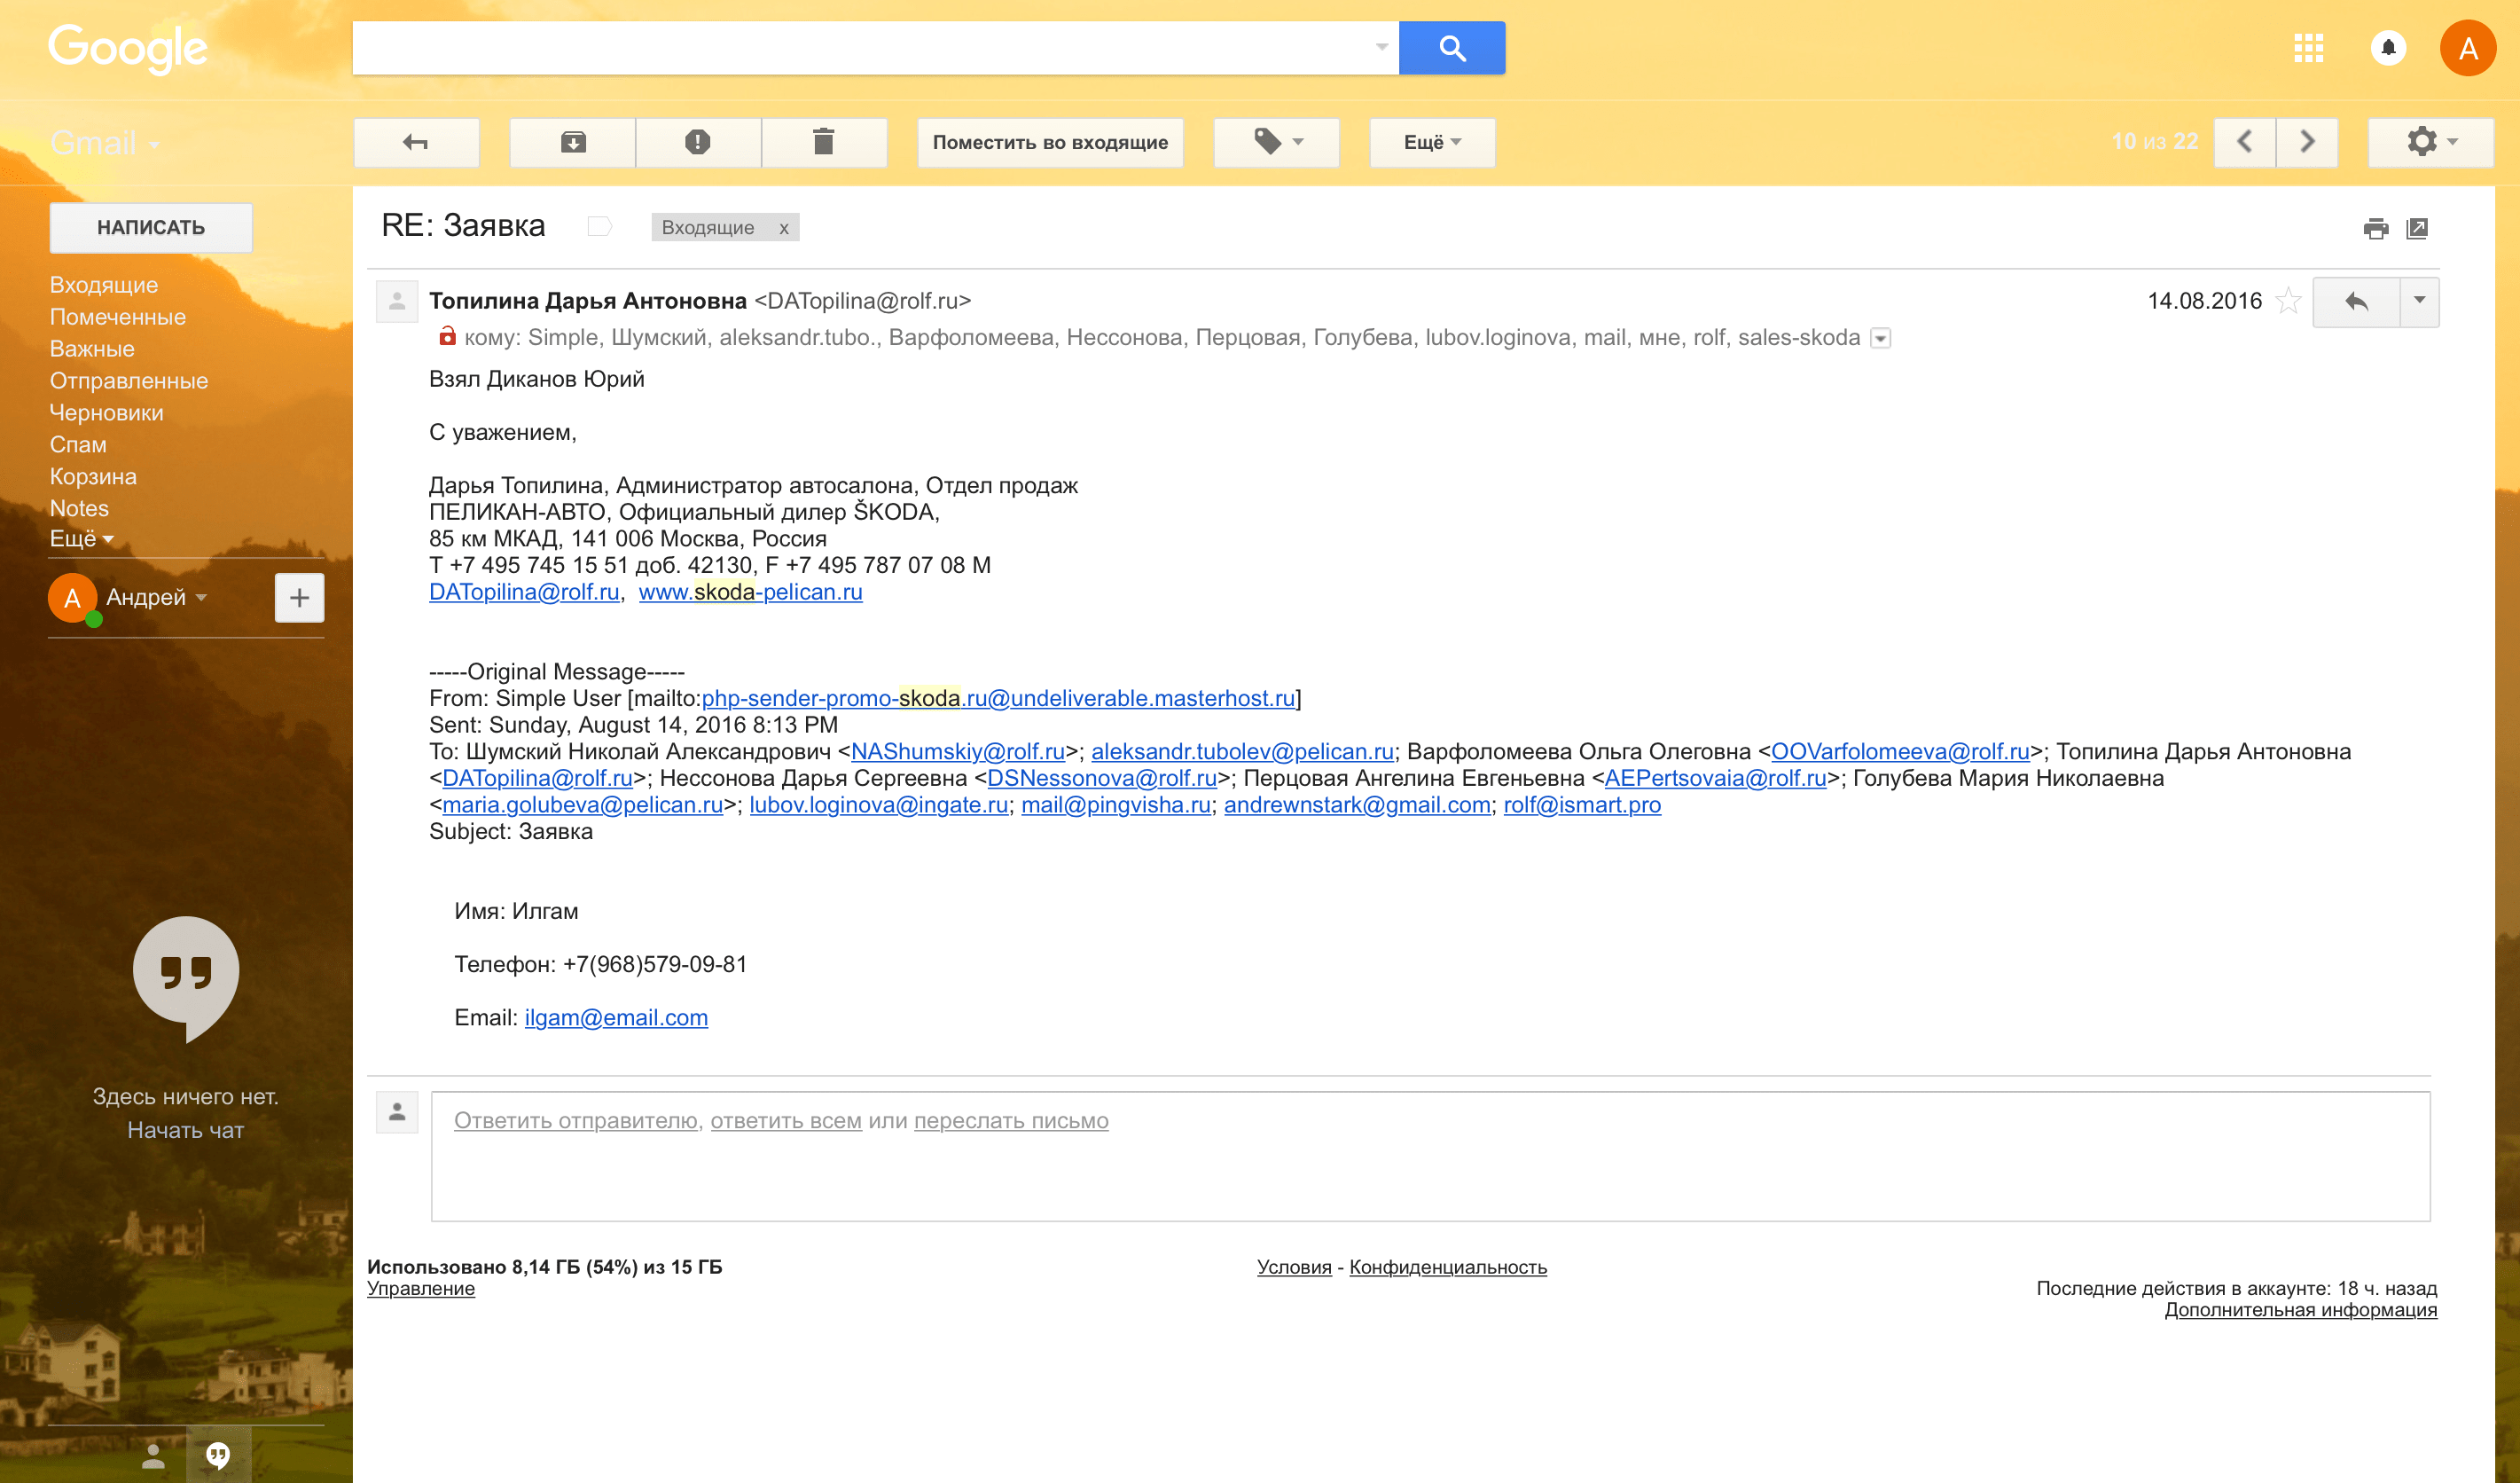 Google
A
Gmail
Поместить во входящие
Ещё
10 из 22
НАПИСАТЬ
Входящие
Помеченные
Важные
Отправленные
Черновики
Спам
Корзина
Notes
Ещё
A Андрей
+
Здесь ничего нет.
Начать чат
RE: Заявка
Входящие x
Топилина Дарья Антоновна <DATopilina@rolf.ru>
14.08.2016
кому: Simple, Шумский, aleksandr.tubo., Варфоломеева, Нессонова, Перцовая, Голубева, lubov.loginova, mail, мне, rolf, sales-skoda
Взял Диканов Юрий
С уважением,
Дарья Топилина, Администратор автосалона, Отдел продаж
ПЕЛИКАН-АВТО, Официальный дилер ŠKODA,
85 км МКАД, 141 006 Москва, Россия
T +7 495 745 15 51 доб. 42130, F +7 495 787 07 08 M
DATopilina@rolf.ru, www.skoda-pelican.ru
-----Original Message-----
From: Simple User [mailto:php-sender-promo-skoda.ru@undeliverable.masterhost.ru]
Sent: Sunday, August 14, 2016 8:13 PM
To: Шумский Николай Александрович <NAShumskiy@rolf.ru>; aleksandr.tubolev@pelican.ru; Варфоломеева Ольга Олеговна <OOVarfolomeeva@rolf.ru>; Топилина Дарья Антоновна
<DATopilina@rolf.ru>; Нессонова Дарья Сергеевна <DSNessonova@rolf.ru>; Перцовая Ангелина Евгеньевна <AEPertsovaia@rolf.ru>; Голубева Мария Николаевна
<maria.golubeva@pelican.ru>; lubov.loginova@ingate.ru; mail@pingvisha.ru; andrewnstark@gmail.com; rolf@ismart.pro
Subject: Заявка
Имя: Илгам
Телефон: +7(968)579-09-81
Email: ilgam@email.com
Ответить отправителю, ответить всем или переслать письмо
Использовано 8,14 ГБ (54%) из 15 ГБ
Управление
Условия - Конфиденциальность
Последние действия в аккаунте: 18 ч. назад
Дополнительная информация